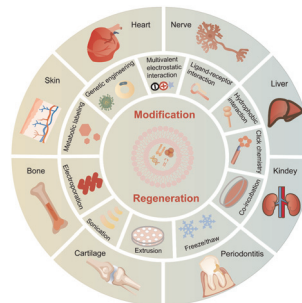 Heart
Nerve
Skin
Liver
Bone
Kindey
Cartilage
Periodontitis
Genetic engineering
Multivalent
electrostatic
interaction
Ligand-receptor
interaction
Hydrophobic
interaction
Click chemistry
Co-incubation
Freeze/thaw
Extrusion
Sonication
Electroporation
Metabolic labeling
Modification
Regeneration